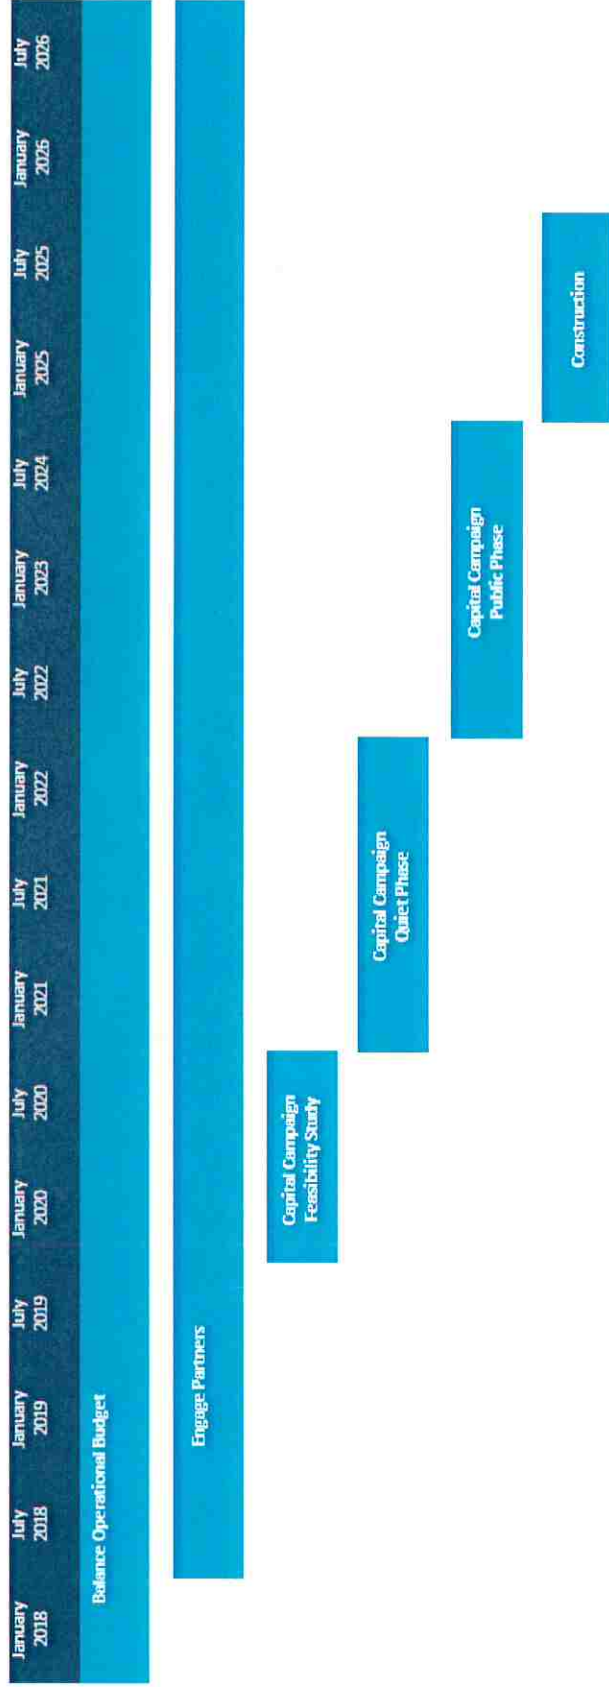 January
2018
July
2018
January
2019
July
2019
January
2020
July
2020
January
2021
July
2021
January
2022
July
2022
January
2023
July
2024
January
2025
July
2025
January
2026
July
2026
Balance Operational Budget
Engage Partners
Capital Campaign
Feasibility Study
Capital Campaign
Quiet Phase
Capital Campaign
Public Phase
Construction